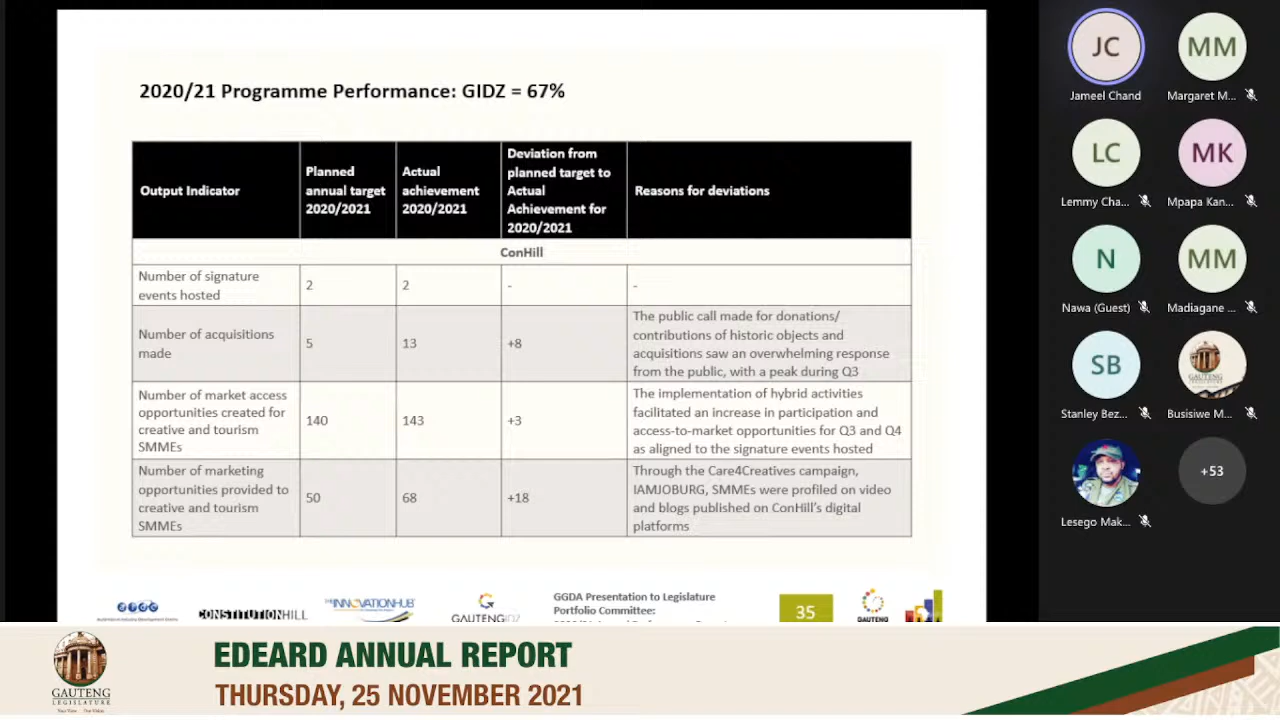 2020/21 Programme Performance: GIDZ = 67%
Output Indicator
Planned
annual target
2020/2021
Actual
achievement
2020/2021
Deviation from
planned target to
Actual
Achievement for
2020/2021
Reasons for deviations
ConHill
Number of signature
events hosted
2
2
-
-
Number of acquisitions
made
5
13
+8
The public call made for donations/
contributions of historic objects and
acquisitions saw an overwhelming response
from the public, with a peak during Q3
Number of market access
opportunities created for
creative and tourism
SMMEs
140
143
+3
The implementation of hybrid activities
facilitated an increase in participation and
access-to-market opportunities for Q3 and Q4
as aligned to the signature events hosted
Number of marketing
opportunities provided to
creative and tourism
SMMEs
50
68
+18
Through the Care4Creatives campaign,
IAMJOBURG, SMMEs were profiled on video
and blogs published on ConHill's digital
platforms
CONSTITUTIONHILL
THE INNOVATIONHUB
GAUTENG IDZ
GGDA Presentation to Legislature
Portfolio Committee:
35
GAUTENG
JC
Jameel Chand
MM
Margaret M...
LC
Lemmy Cha...
MK
Mpapa Kan...
N
Nawa (Guest)
MM
Madiagane ...
SB
Stanley Bez...
GAUTENG
Busisiwe M...
Lesego Mak...
+53
GAUTENG
LEGISLATURE
EDEARD ANNUAL REPORT
THURSDAY, 25 NOVEMBER 2021